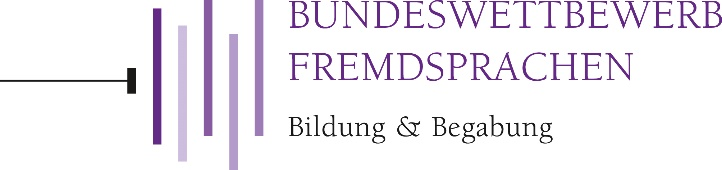 BUNDESWETTBEWERB
FREMDSPRACHEN
Bildung & Begabung